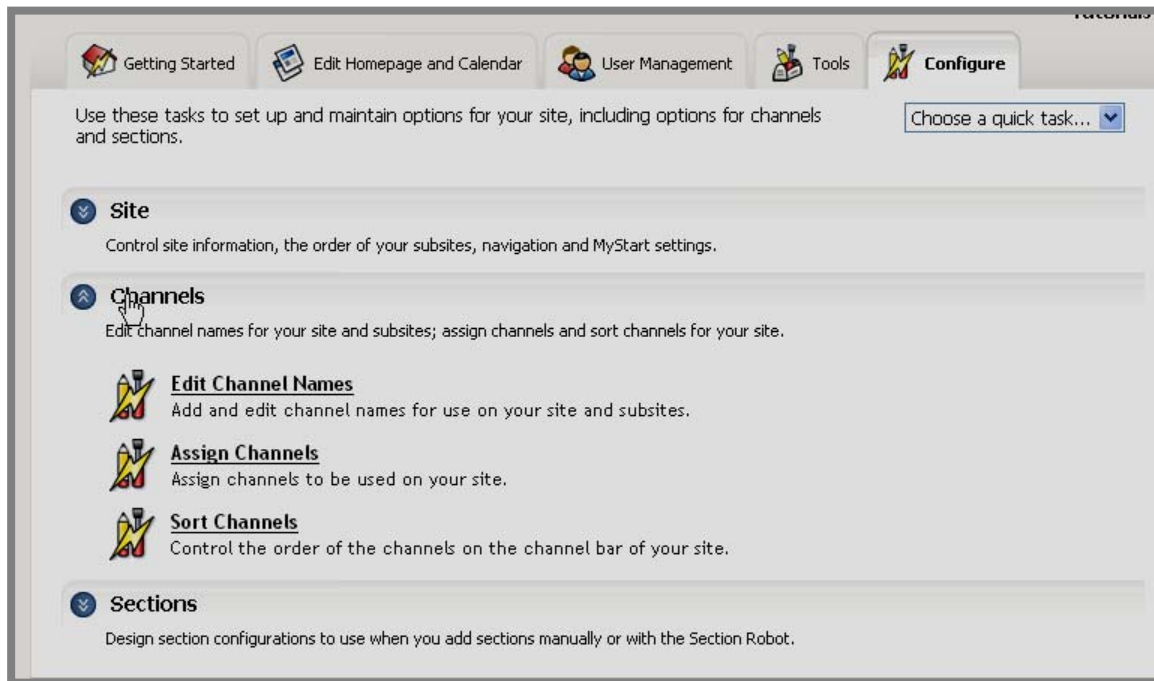 Tutorials
Getting Started
Edit Homepage and Calendar
User Management
Tools
Configure
Use these tasks to set up and maintain options for your site, including options for channels
and sections.
Choose a quick task...
Site
Control site information, the order of your subsites, navigation and MyStart settings.
Channels
Edit channel names for your site and subsites; assign channels and sort channels for your site.
Edit Channel Names
Add and edit channel names for use on your site and subsites.
Assign Channels
Assign channels to be used on your site.
Sort Channels
Control the order of the channels on the channel bar of your site.
Sections
Design section configurations to use when you add sections manually or with the Section Robot.